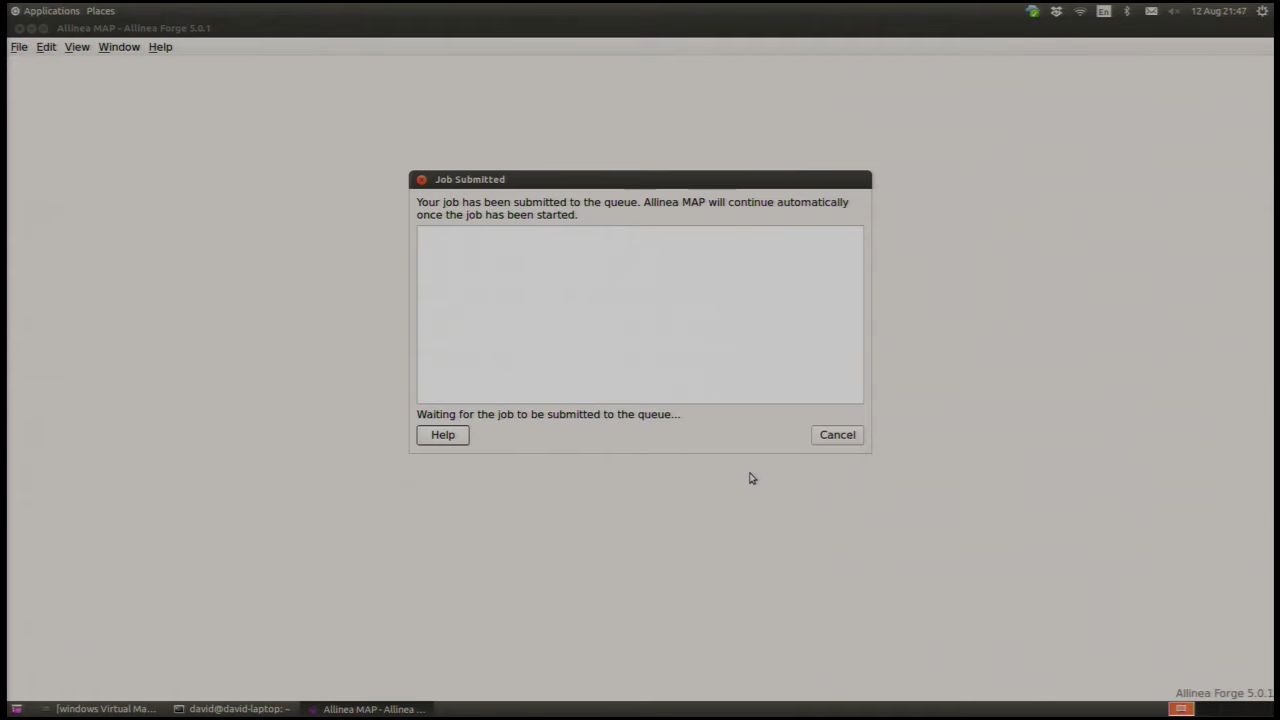 Applications Places
En
12 Aug 21:47
Allinea MAP - Allinea Forge 5.0.1
File Edit View Window Help
Job Submitted
Your job has been submitted to the queue. Allinea MAP will continue automatically
once the job has been started.
Waiting for the job to be submitted to the queue...
Help
Cancel
Allinea Forge 5.0.1
[windows Virtual Ma...
david@david-laptop: ~
Allinea MAP - Allinea ...